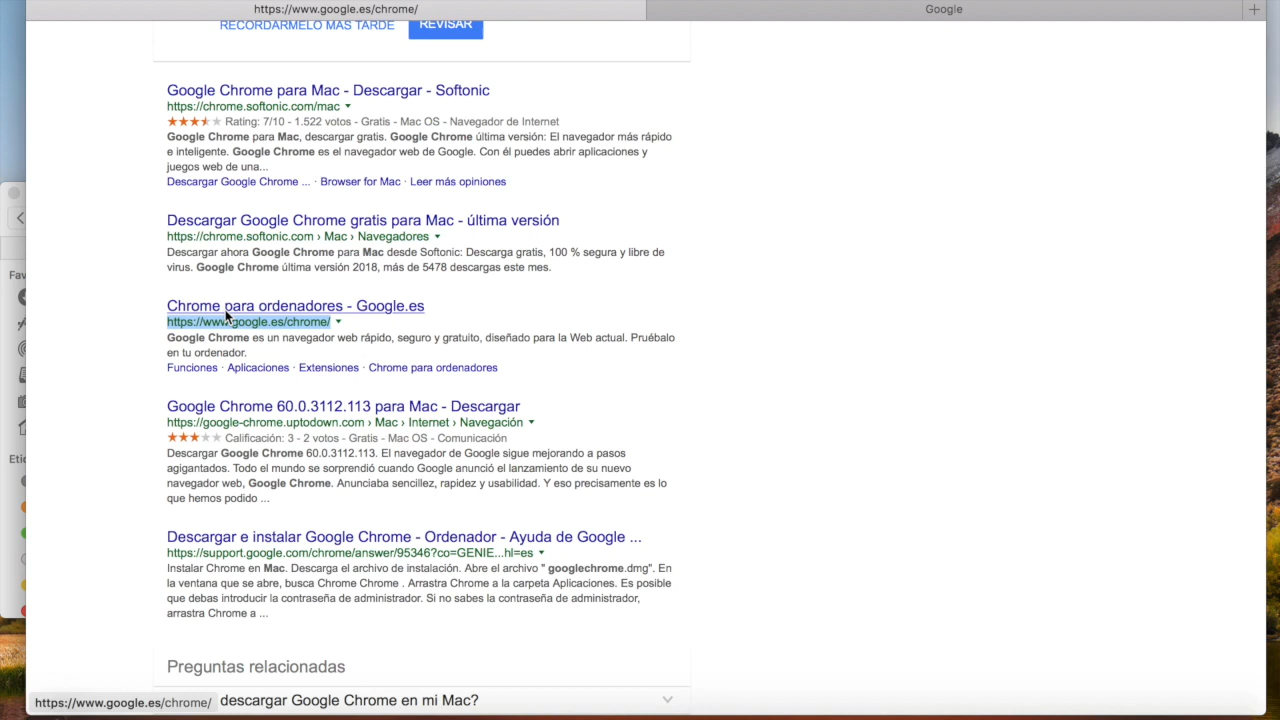 https://www.google.es/chrome/
Google
RECORDÁRMELO MÁS TARDE
REVISAR
Google Chrome para Mac - Descargar - Softonic
https://chrome.softonic.com/mac
Rating: 7/10 - 1.522 votos - Gratis - Mac OS - Navegador de Internet
Google Chrome para Mac, descargar gratis. Google Chrome última versión: El navegador más rápido
e inteligente. Google Chrome es el navegador web de Google. Con él puedes abrir aplicaciones y
juegos web de una...
Descargar Google Chrome ... · Browser for Mac · Leer más opiniones
Descargar Google Chrome gratis para Mac - última versión
https://chrome.softonic.com › Mac › Navegadores
Descargar ahora Google Chrome para Mac desde Softonic: Descarga gratis, 100 % segura y libre de
virus. Google Chrome última versión 2018, más de 5478 descargas este mes.
Chrome para ordenadores - Google.es
https://www.google.es/chrome/
Google Chrome es un navegador web rápido, seguro y gratuito, diseñado para la Web actual. Pruébalo
en tu ordenador.
Funciones · Aplicaciones · Extensiones · Chrome para ordenadores
Google Chrome 60.0.3112.113 para Mac - Descargar
https://google-chrome.uptodown.com › Mac › Internet › Navegación
Calificación: 3 - 2 votos - Gratis - Mac OS - Comunicación
Descargar Google Chrome 60.0.3112.113. El navegador de Google sigue mejorando a pasos
agigantados. Todo el mundo se sorprendió cuando Google anunció el lanzamiento de su nuevo
navegador web, Google Chrome. Anunciaba sencillez, rapidez y usabilidad. Y eso precisamente es lo
que hemos podido ...
Descargar e instalar Google Chrome - Ordenador - Ayuda de Google ...
https://support.google.com/chrome/answer/95346?co=GENIE...hl=es
Instalar Chrome en Mac. Descarga el archivo de instalación. Abre el archivo " googlechrome.dmg". En
la ventana que se abre, busca Chrome Chrome . Arrastra Chrome a la carpeta Aplicaciones. Es posible
que debas introducir la contraseña de administrador. Si no sabes la contraseña de administrador,
arrastra Chrome a ...
Preguntas relacionadas
descargar Google Chrome en mi Mac?
https://www.google.es/chrome/
Fav
Etic